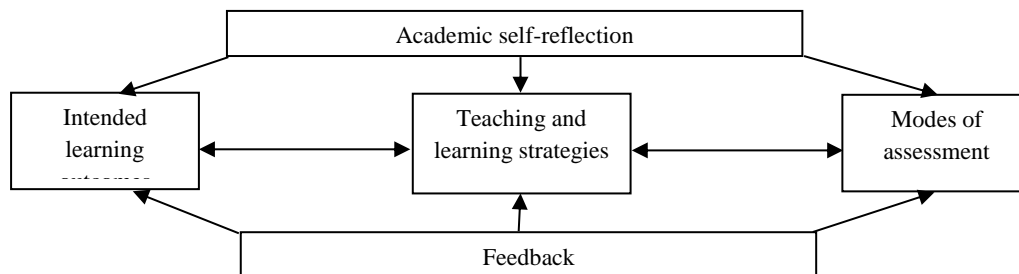 Academic self-reflection
Intended
learning
Teaching and
learning strategies
Modes of
assessment
Feedback